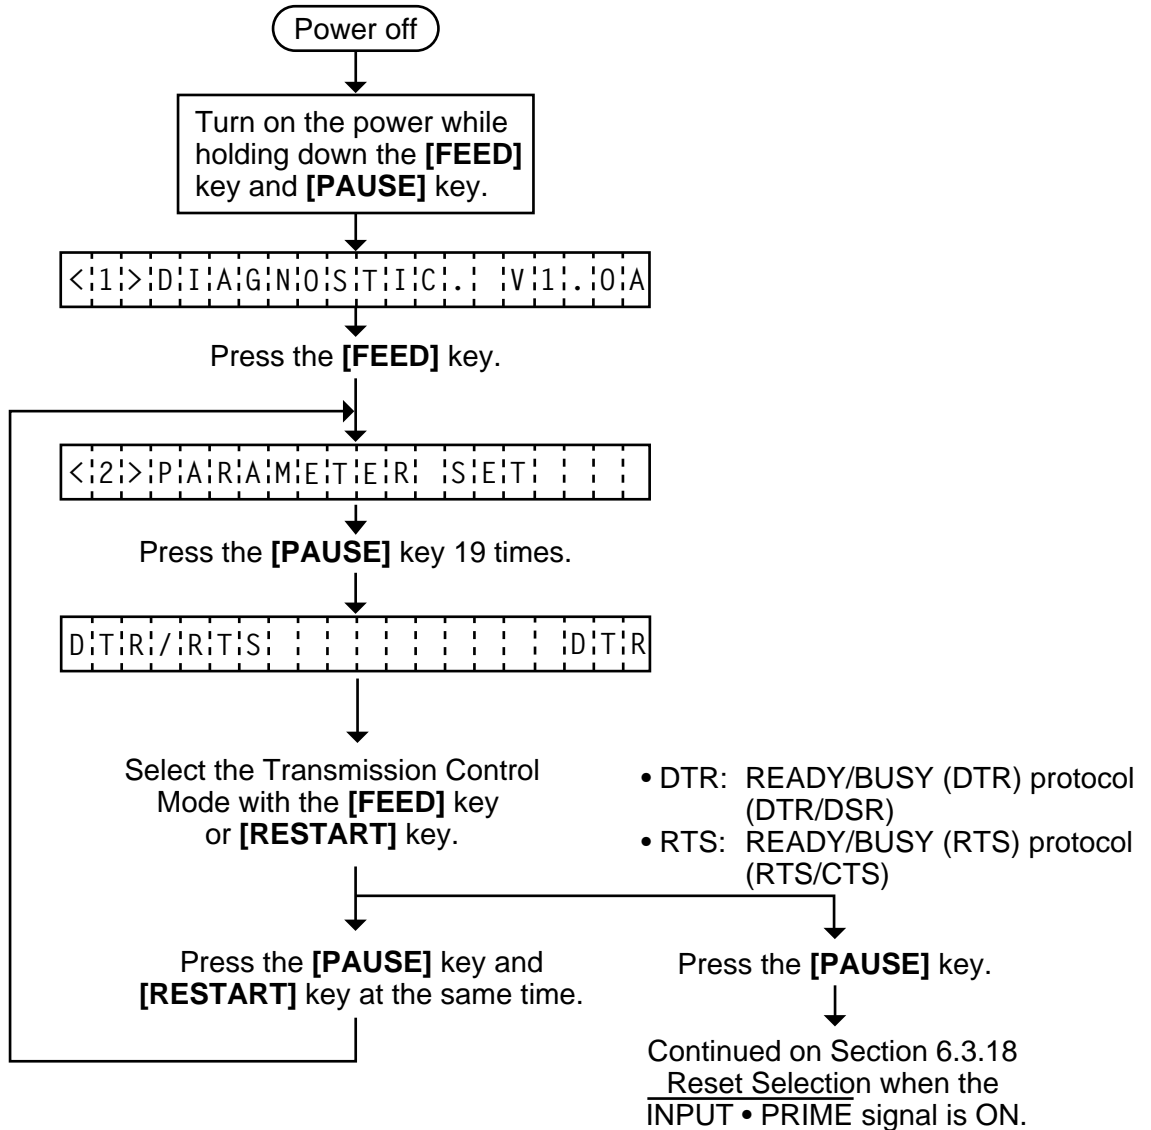 Power off
Turn on the power while
holding down the [FEED]
key and [PAUSE] key.
<1>DIAGNOSTIC. V1.0A
Press the [FEED] key.
<2>PARAMETER SET
Press the [PAUSE] key 19 times.
DTR/RTS DTR
Select the Transmission Control
Mode with the [FEED] key
or [RESTART] key.
• DTR: READY/BUSY (DTR) protocol
(DTR/DSR)
• RTS: READY/BUSY (RTS) protocol
(RTS/CTS)
Press the [PAUSE] key and
[RESTART] key at the same time.
Press the [PAUSE] key.
Continued on Section 6.3.18
Reset Selection when the
INPUT • PRIME signal is ON.